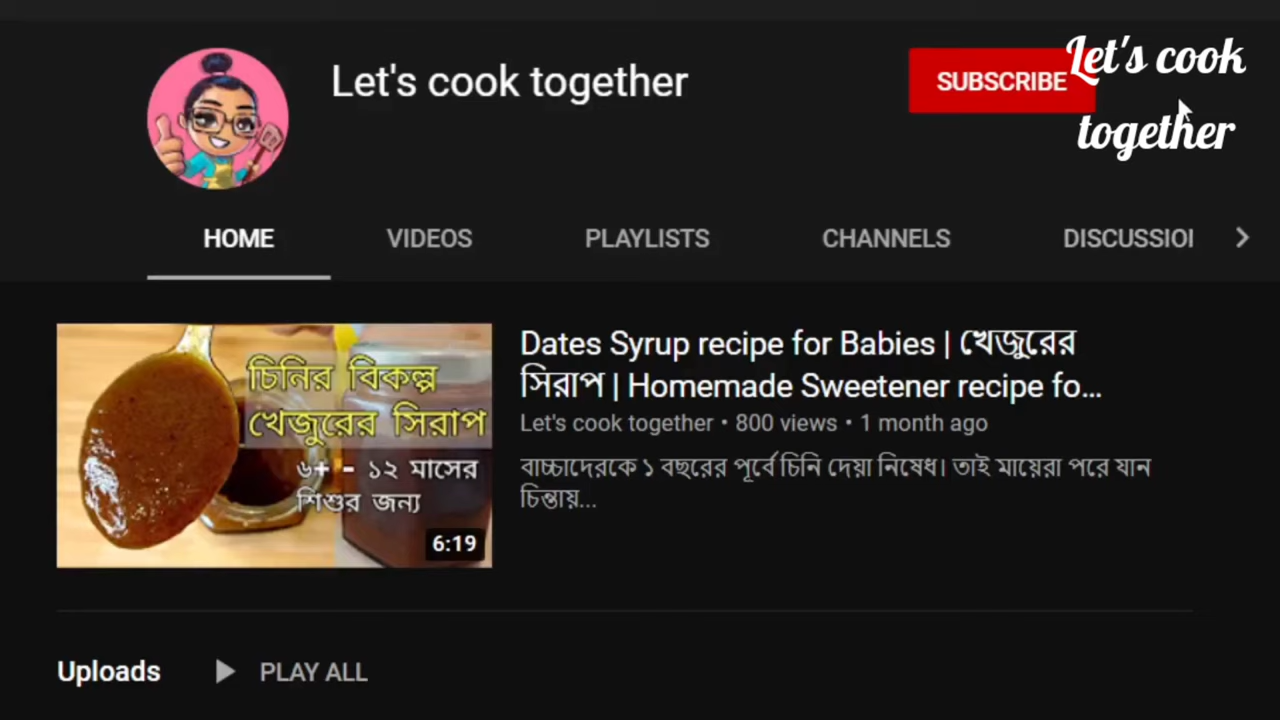 Let's cook together
SUBSCRIBE
Let's cook
together
HOME
VIDEOS
PLAYLISTS
CHANNELS
DISCUSSIO
চিনির বিকল্প
খেজুরের সিরাপ
৬+ - ১২ মাসের
শিশুর জন্য
6:19
Dates Syrup recipe for Babies | খেজুরের
সিরাপ | Homemade Sweetener recipe fo...
Let's cook together • 800 views • 1 month ago
বাচ্চাদেরকে ১ বছরের পূর্বে চিনি দেয়া নিষেধ। তাই মায়েরা পরে যান
চিন্তায়...
Uploads
PLAY ALL